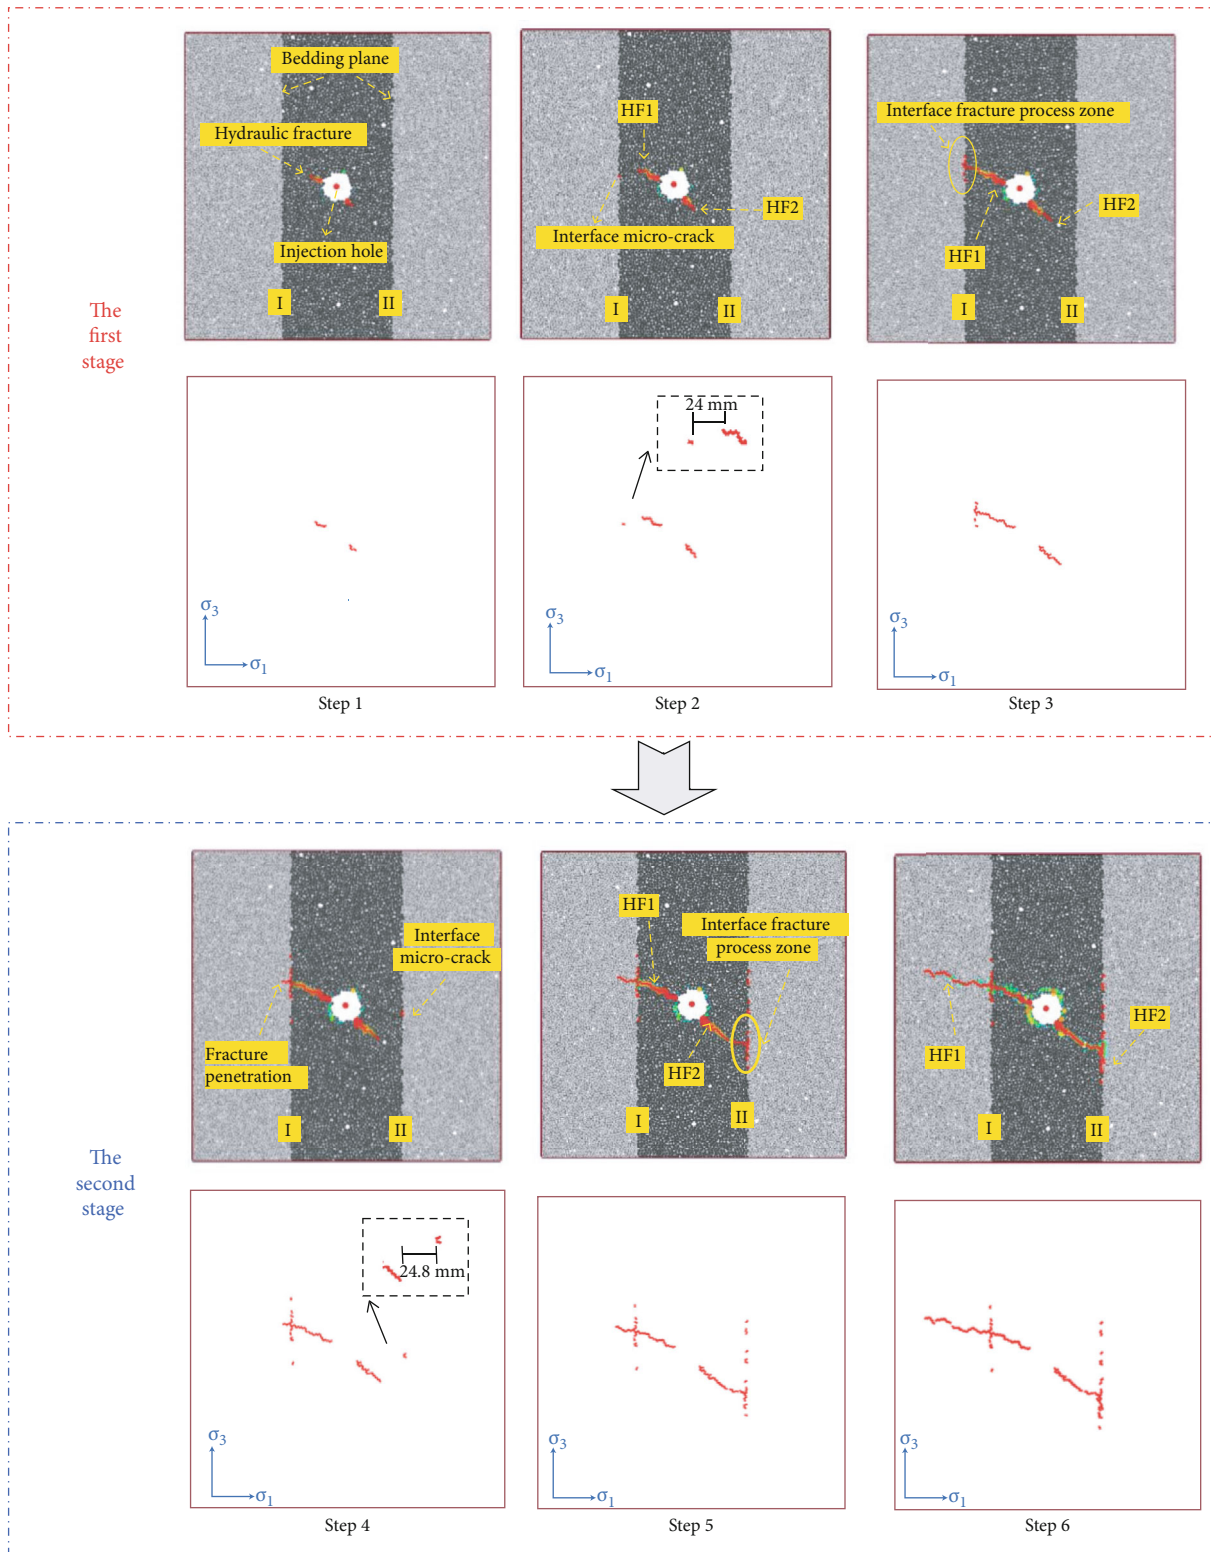 Bedding plane
Hydraulic fracture
Injection hole
I
II
HF1
HF2
Interface micro-crack
I
II
Interface fracture process zone
HF2
HF1
I
II
The
first
stage
σ3
σ1
Step 1
24 mm
σ3
σ1
Step 2
σ3
σ1
Step 3
Interface
micro-crack
Fracture
penetration
I
II
HF1
Interface fracture
process zone
HF2
I
II
HF2
HF1
I
II
The
second
stage
24.8 mm
σ3
σ1
Step 4
σ3
σ1
Step 5
σ3
σ1
Step 6